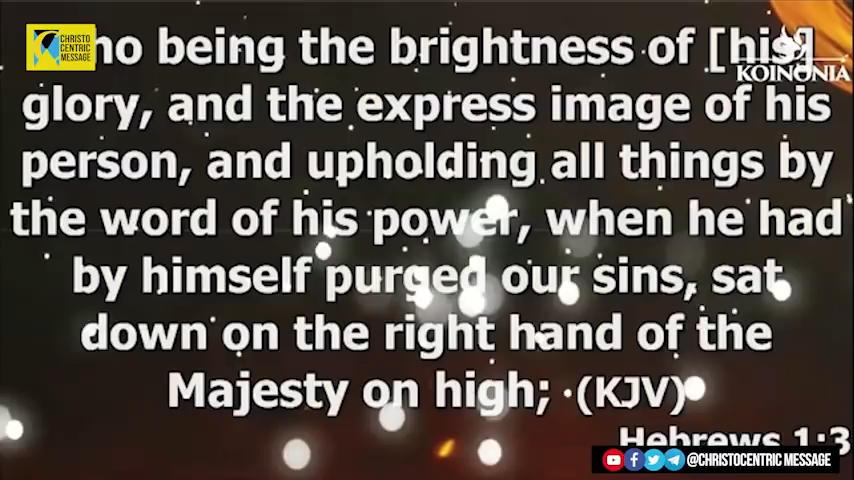 CHRISTO
CENTRIC
MESSAGE
being the brightness of [his]
KOINONIA
glory, and the express image of his
person, and upholding all things by
the word of his power, when he had
by himself purged our sins, sat
down on the right hand of the
Majesty on high; (KJV)
Hebrews 1:3
@CHRISTOCENTRIC MESSAGE